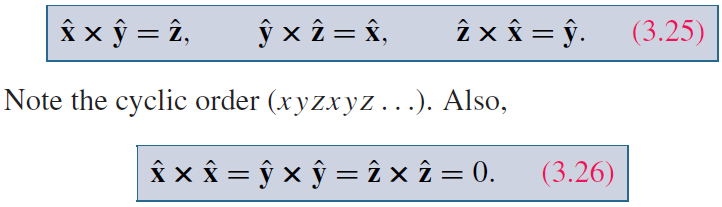 x̂ × ŷ = ẑ, ŷ × ẑ = x̂, ẑ × x̂ = ŷ. (3.25)
Note the cyclic order (xyzxyz...). Also,
x̂ × x̂ = ŷ × ŷ = ẑ × ẑ = 0. (3.26)